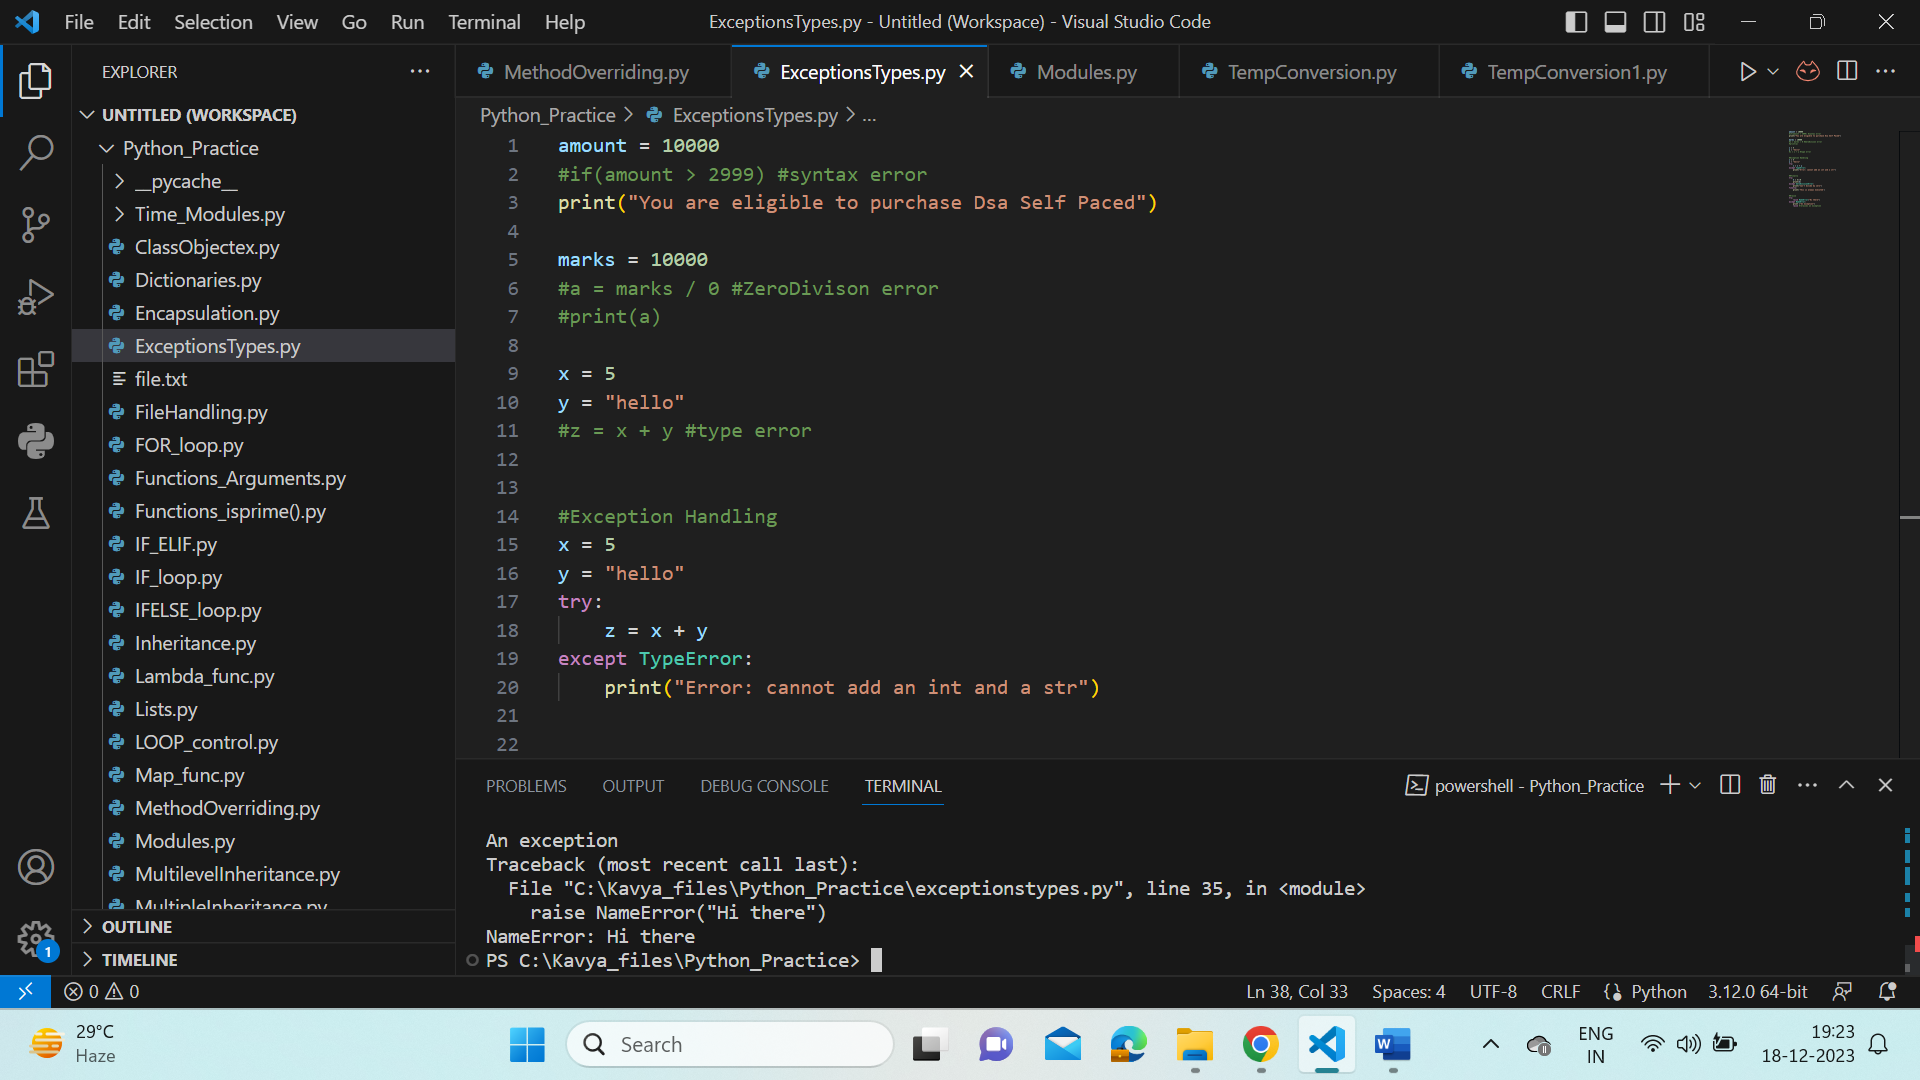 File Edit Selection View Go Run Terminal Help
ExceptionsTypes.py - Untitled (Workspace) - Visual Studio Code
EXPLORER
UNTITLED (WORKSPACE)
Python_Practice
__pycache__
Time_Modules.py
ClassObjectex.py
Dictionaries.py
Encapsulation.py
ExceptionsTypes.py
file.txt
FileHandling.py
FOR_loop.py
Functions_Arguments.py
Functions_isprime().py
IF_ELIF.py
IF_loop.py
IFELSE_loop.py
Inheritance.py
Lambda_func.py
Lists.py
LOOP_control.py
Map_func.py
MethodOverriding.py
Modules.py
MultilevelInheritance.py
MultipleInheritance.py
OUTLINE
TIMELINE
MethodOverriding.py ExceptionsTypes.py Modules.py TempConversion.py TempConversion1.py
Python_Practice > ExceptionsTypes.py > ...
1 amount = 10000
2 #if(amount > 2999) #syntax error
3 print("You are eligible to purchase Dsa Self Paced")
4
5 marks = 10000
6 #a = marks / 0 #ZeroDivison error
7 #print(a)
8
9 x = 5
10 y = "hello"
11 #z = x + y #type error
12
13
14 #Exception Handling
15 x = 5
16 y = "hello"
17 try:
18     z = x + y
19 except TypeError:
20     print("Error: cannot add an int and a str")
21
22
PROBLEMS OUTPUT DEBUG CONSOLE TERMINAL
powershell - Python_Practice
An exception
Traceback (most recent call last):
  File "C:\Kavya_files\Python_Practice\exceptionstypes.py", line 35, in <module>
    raise NameError("Hi there")
NameError: Hi there
PS C:\Kavya_files\Python_Practice>
1
0 0
Ln 38, Col 33 Spaces: 4 UTF-8 CRLF Python 3.12.0 64-bit
29°C
Haze
Search
ENG
IN
19:23
18-12-2023